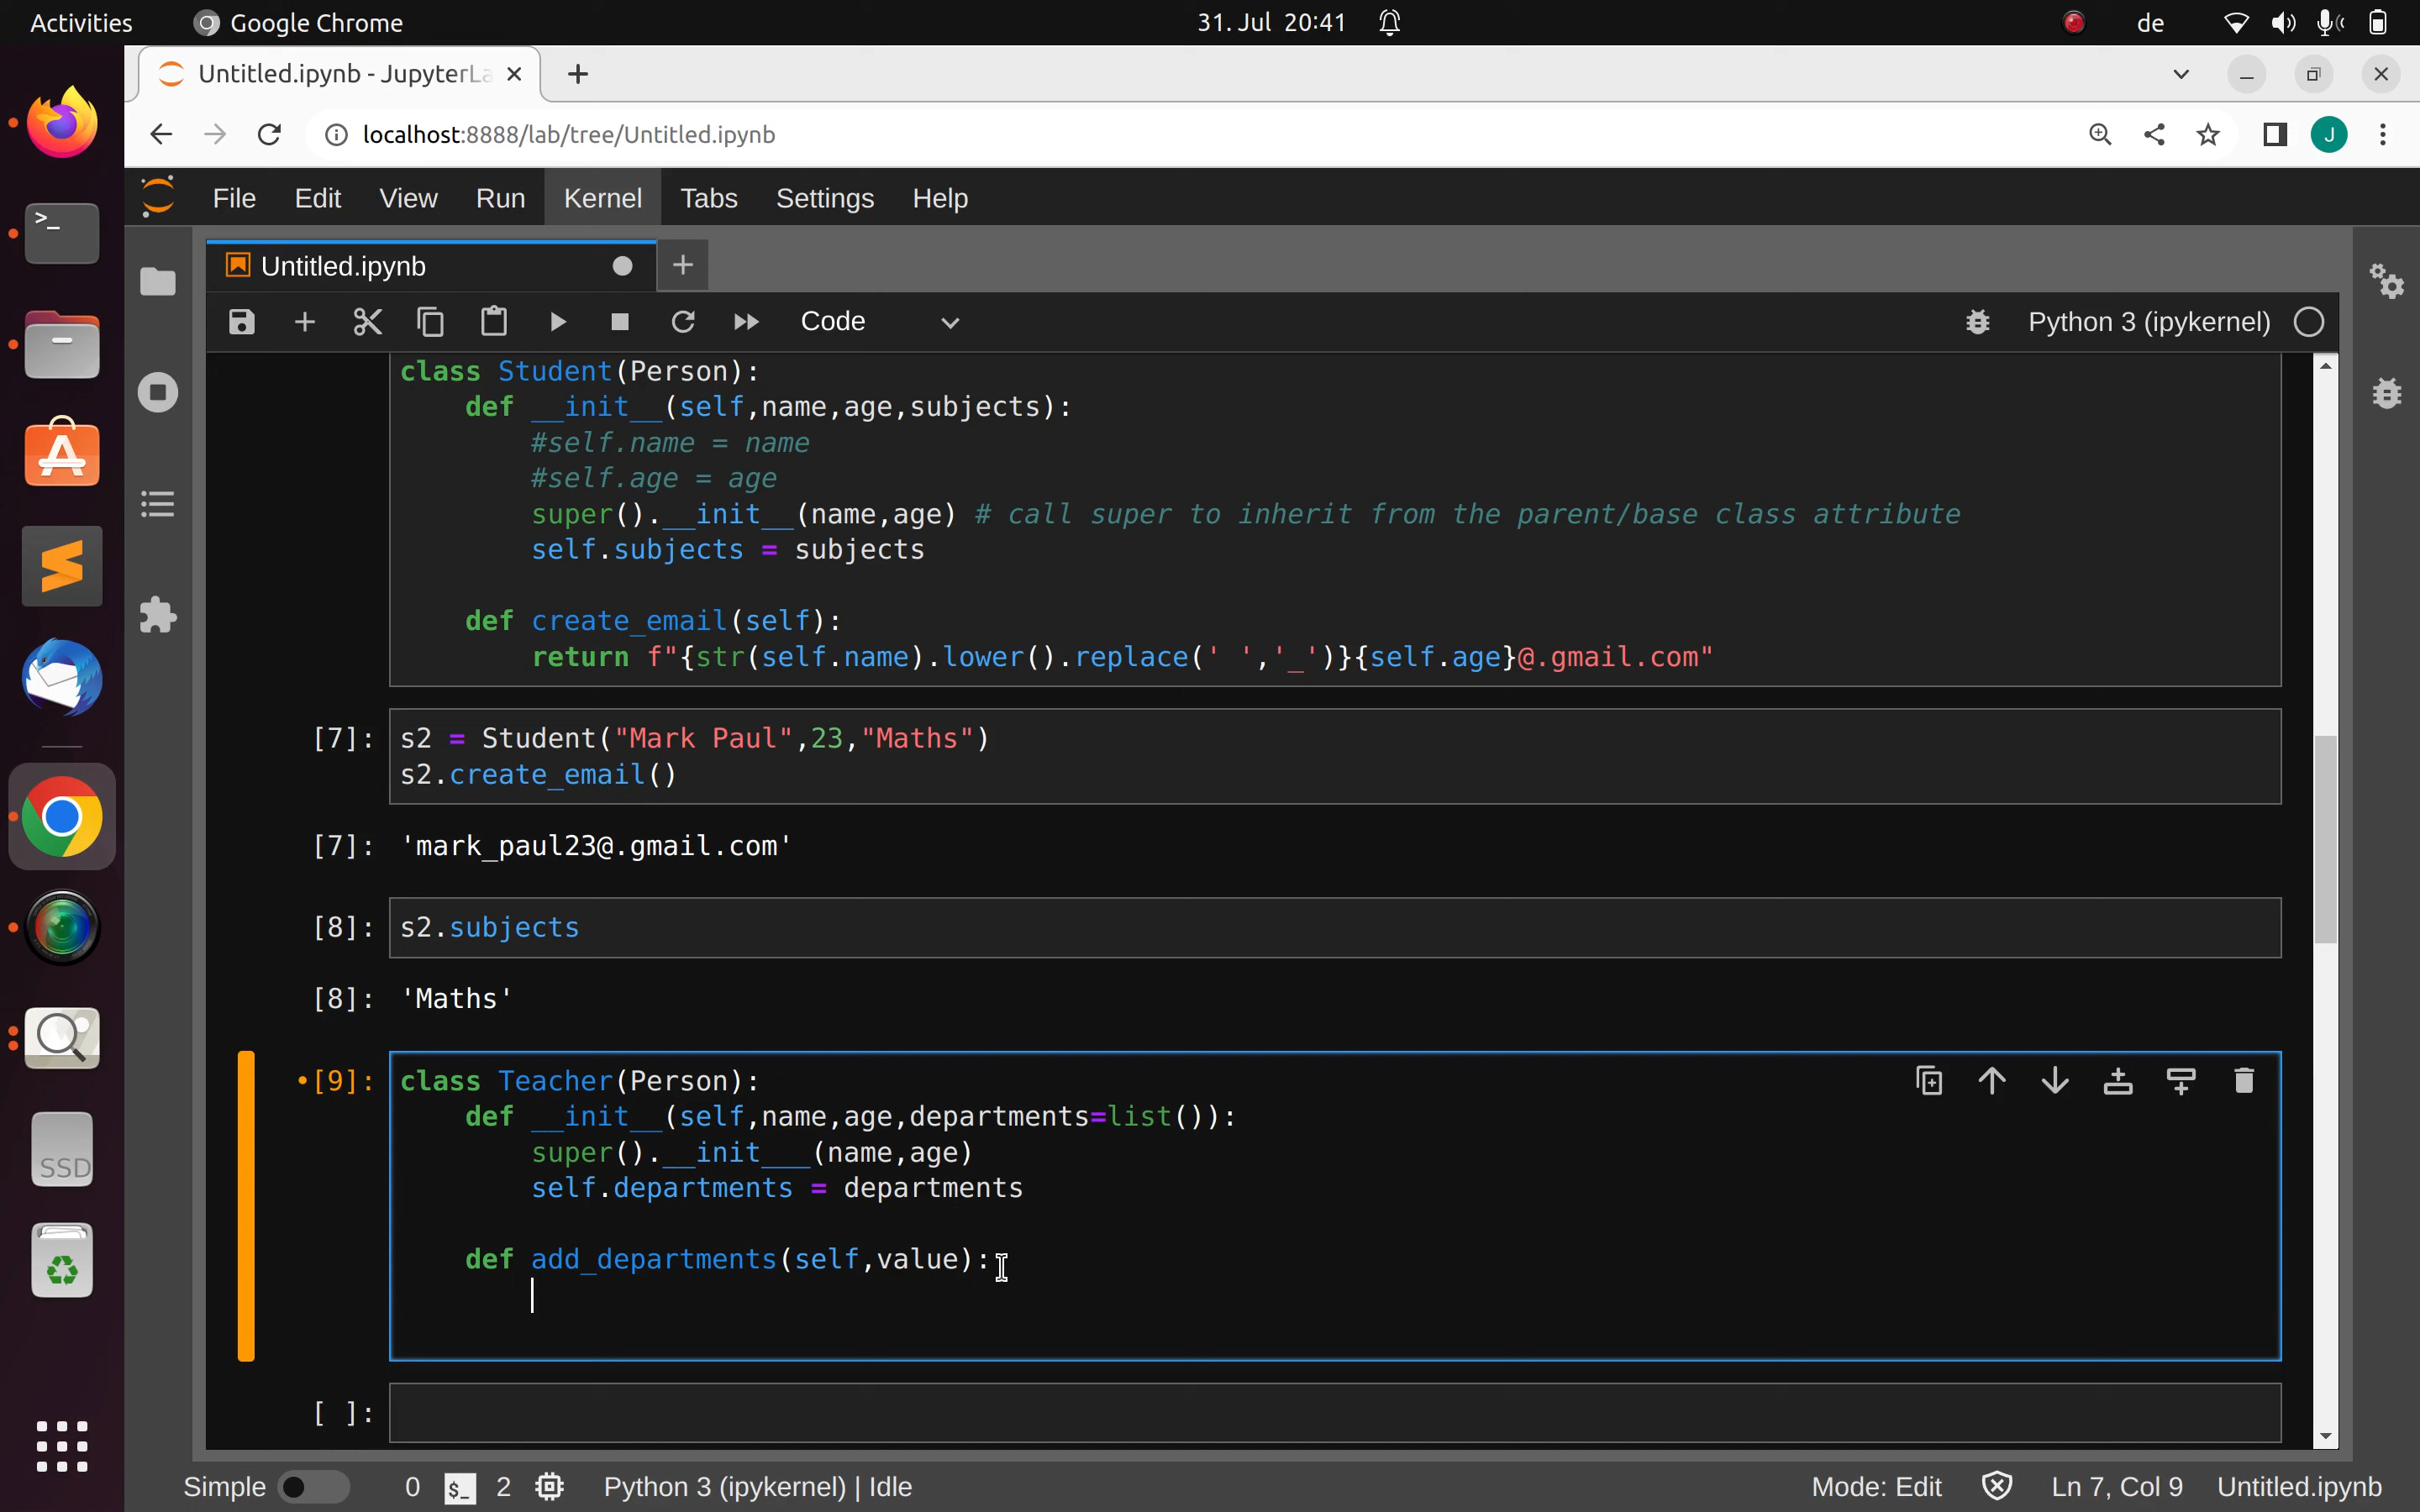 Activities Google Chrome 31. Jul 20:41 de
Untitled.ipynb - JupyterLa
localhost:8888/lab/tree/Untitled.ipynb J
File Edit View Run Kernel Tabs Settings Help
Untitled.ipynb
Code Python 3 (ipykernel)
class Student(Person):
    def __init__(self,name,age,subjects):
        #self.name = name
        #self.age = age
        super().__init__(name,age) # call super to inherit from the parent/base class attribute
        self.subjects = subjects
    def create_email(self):
        return f"{str(self.name).lower().replace(' ','_')}{self.age}@.gmail.com"
[7]: s2 = Student("Mark Paul",23,"Maths")
s2.create_email()
[7]: 'mark_paul23@.gmail.com'
[8]: s2.subjects
[8]: 'Maths'
•[9]: class Teacher(Person):
    def __init__(self,name,age,departments=list()):
        super().__init___(name,age)
        self.departments = departments
    def add_departments(self,value):
[ ]:
SSD
Simple 0 $_ 2 Python 3 (ipykernel) | Idle Mode: Edit Ln 7, Col 9 Untitled.ipynb